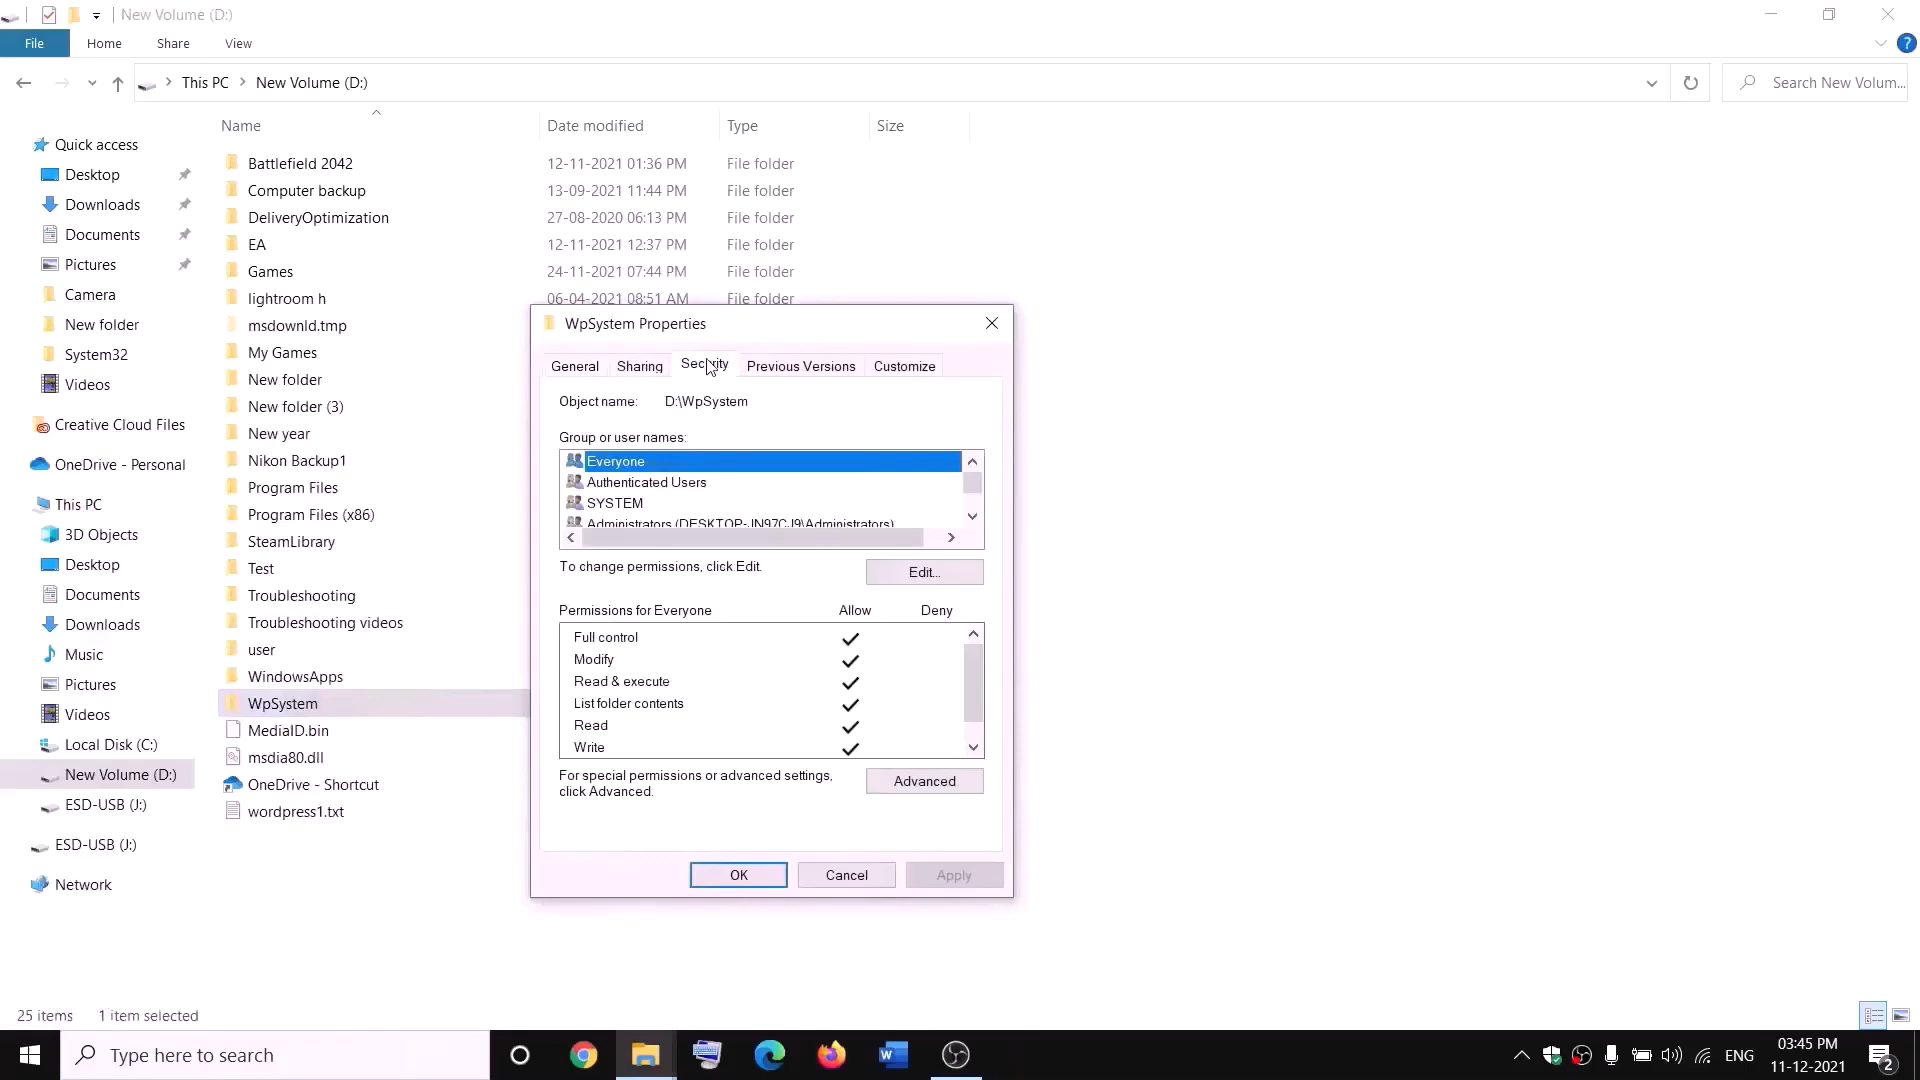 New Volume (D:)
File Home Share View
This PC New Volume (D:)
Search New Volum...
Name Date modified Type Size
Quick access
Desktop
Downloads
Documents
Pictures
Camera
New folder
System32
Videos
Creative Cloud Files
OneDrive - Personal
This PC
3D Objects
Desktop
Documents
Downloads
Music
Pictures
Videos
Local Disk (C:)
New Volume (D:)
ESD-USB (J:)
ESD-USB (J:)
Network
Battlefield 2042 12-11-2021 01:36 PM File folder
Computer backup 13-09-2021 11:44 PM File folder
DeliveryOptimization 27-08-2020 06:13 PM File folder
EA 12-11-2021 12:37 PM File folder
Games 24-11-2021 07:44 PM File folder
lightroom h 06-04-2021 08:51 AM File folder
msdownld.tmp
My Games
New folder
New folder (3)
New year
Nikon Backup1
Program Files
Program Files (x86)
SteamLibrary
Test
Troubleshooting
Troubleshooting videos
user
WindowsApps
WpSystem
MediaID.bin
msdia80.dll
OneDrive - Shortcut
wordpress1.txt
WpSystem Properties
General Sharing Security Previous Versions Customize
Object name: D:\WpSystem
Group or user names:
Everyone
Authenticated Users
SYSTEM
Administrators (DESKTOP-JN97CJ9\Administrators)
To change permissions, click Edit.
Edit...
Permissions for Everyone Allow Deny
Full control
Modify
Read & execute
List folder contents
Read
Write
For special permissions or advanced settings,
click Advanced.
Advanced
OK Cancel Apply
25 items 1 item selected
Type here to search
ENG
03:45 PM
11-12-2021
2